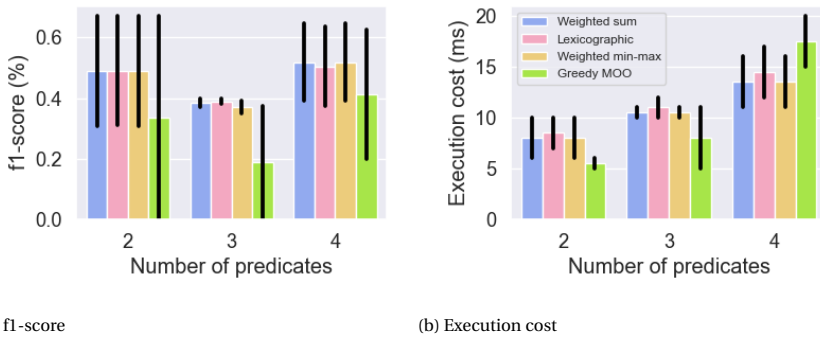 f1-score (%)
0.6
0.4
0.2
0.0
2
3
4
Number of predicates
Execution cost (ms)
20
15
10
5
0
Weighted sum
Lexicographic
Weighted min-max
Greedy MOO
2
3
4
Number of predicates
f1-score
(b) Execution cost